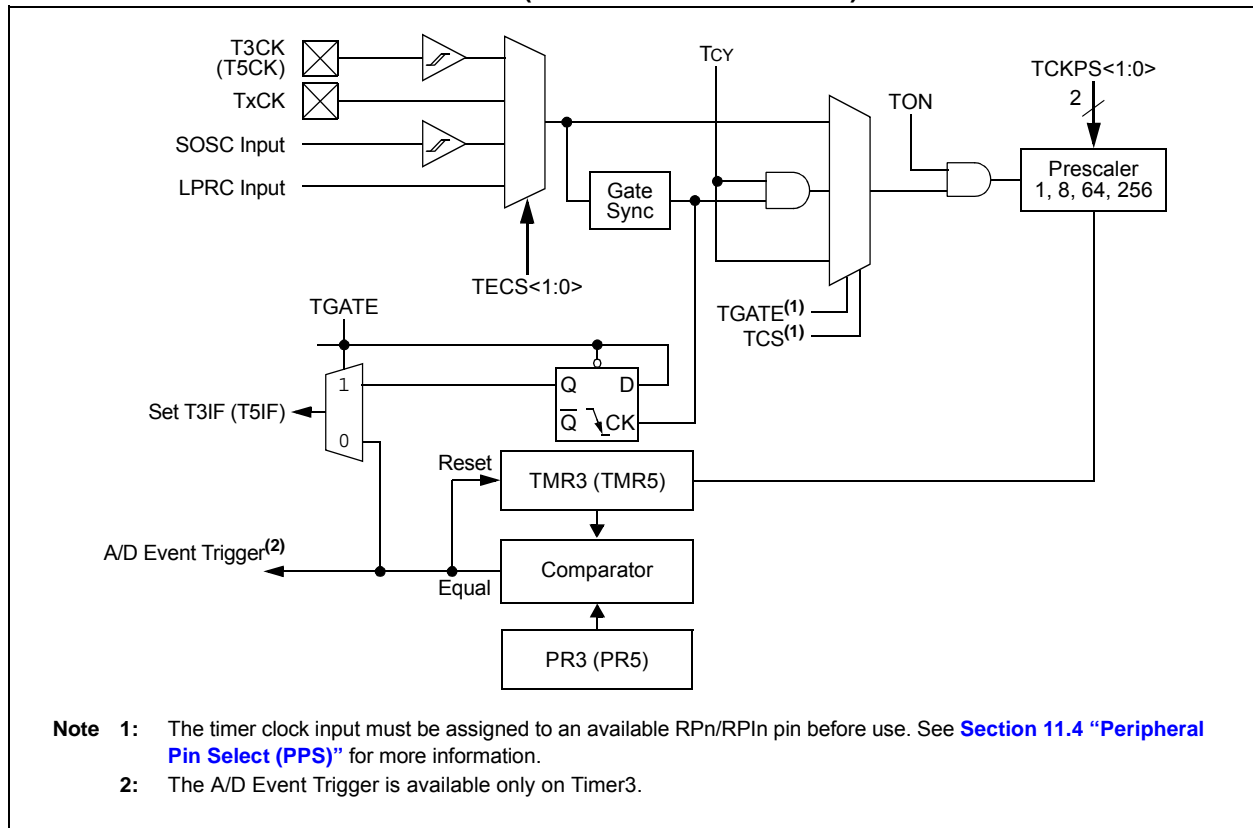 T3CK
(T5CK)
TxCK
SOSC Input
LPRC Input
TECS<1:0>
Gate
Sync
TCY
TGATE(1)
TCS(1)
TON
TCKPS<1:0>
2
Prescaler
1, 8, 64, 256
TGATE
1
0
Set T3IF (T5IF)
Q
D
Q
CK
Reset
TMR3 (TMR5)
A/D Event Trigger(2)
Equal
Comparator
PR3 (PR5)
Note 1: The timer clock input must be assigned to an available RPn/RPIn pin before use. See Section 11.4 “Peripheral
Pin Select (PPS)” for more information.
2: The A/D Event Trigger is available only on Timer3.